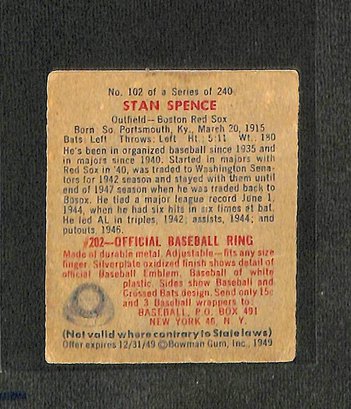 No. 102 of a Series of 240
STAN SPENCE
Outfield—Boston Red Sox
Born So. Portsmouth, Ky., March 20, 1915
Bats: Left Throws: Left Ht: 5:11 Wt.: 180
He's been in organized baseball since 1935 and
in majors since 1940. Started in majors with
Red Sox in '40, was traded to Washington Sena-
tors for 1942 season and stayed with them until
end of 1947 season when he was traded back to
Bosox. He tied a major league record June 1,
1944, when he had six hits in six times at bat.
He led AL in triples, 1942; assists, 1944; and
putouts, 1946.
#202—OFFICIAL BASEBALL RING
Made of durable metal. Adjustable—fits any size
finger. Silverplate oxidized finish shows detail of
official Baseball Emblem. Baseball of white
plastic. Sides show Baseball and
Crossed Bats design. Send only 15c
and 3 Baseball wrappers to:
BASEBALL, P.O. BOX 491
NEW YORK 46, N.Y.
(Not valid where contrary to State laws)
Offer expires 12/31/49 ©Bowman Gum, Inc., 1949